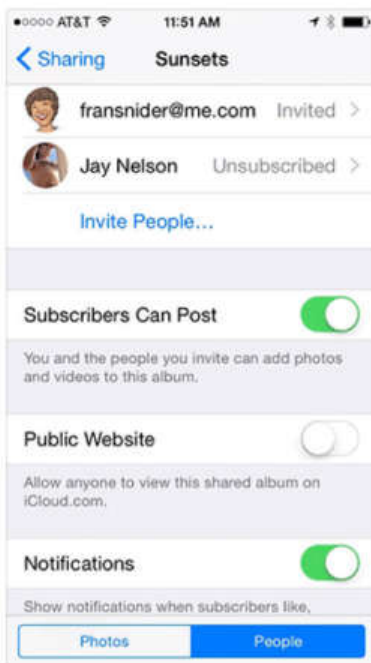 AT&T 11:51 AM
Sharing Sunsets
fransnider@me.com Invited
Jay Nelson Unsubscribed
Invite People...
Subscribers Can Post
You and the people you invite can add photos
and videos to this album.
Public Website
Allow anyone to view this shared album on
iCloud.com.
Notifications
Show notifications when subscribers like,
Photos People